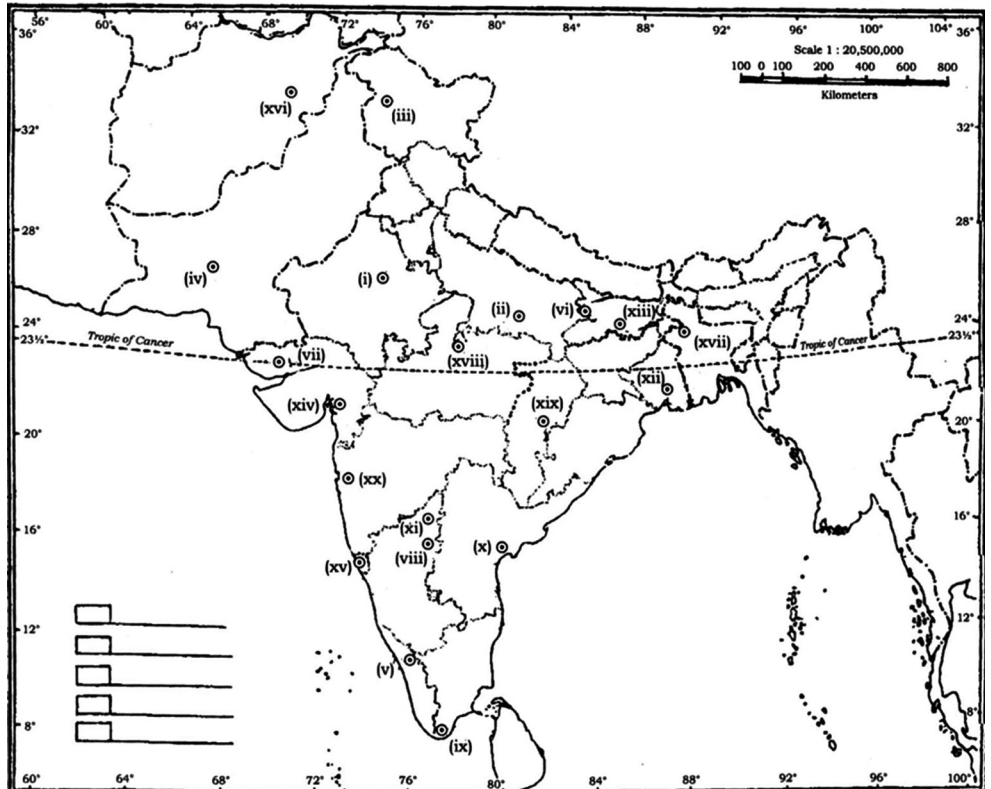 56° 60° 64° 68° 72° 76° 80° 84° 88° 92° 96° 100° 104° 36°
36°
Scale 1 : 20,500,000
100 0 100 200 400 600 800
Kilometers
(xvi)
(iii)
32° 32°
28° 28°
(iv)
(i)
(ii)
(vi)
(xiii)
(xvii)
24° 24°
23½° 23½°
Tropic of Cancer
Tropic of Cancer
(vii)
(xviii)
(xii)
(xiv)
(xix)
20° 20°
(xx)
(xi)
16° 16°
(viii)
(x)
(xv)
12° 12°
(v)
8° 8°
(ix)
60° 64° 68° 72° 76° 80° 84° 88° 92° 96° 100°